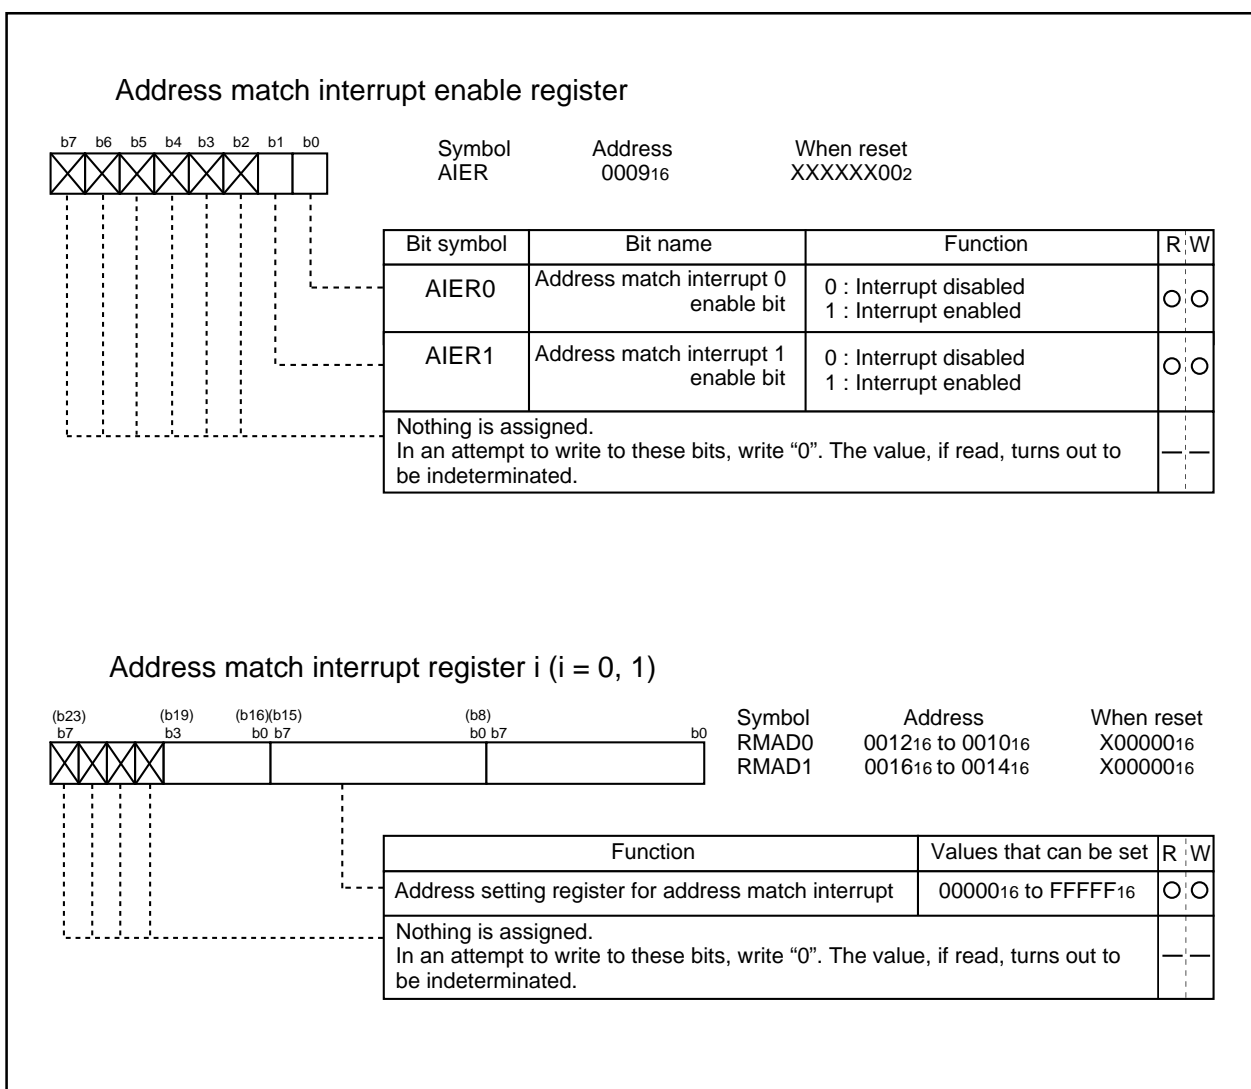 Address match interrupt enable register
b7 b6 b5 b4 b3 b2 b1 b0
Symbol Address When reset
AIER 000916 XXXXXX002
Bit symbol Bit name Function R W
AIER0 Address match interrupt 0 enable bit
0 : Interrupt disabled
1 : Interrupt enabled
AIER1 Address match interrupt 1 enable bit
0 : Interrupt disabled
1 : Interrupt enabled
Nothing is assigned.
In an attempt to write to these bits, write “0”. The value, if read, turns out to
be indeterminated.
Address match interrupt register i (i = 0, 1)
(b23) (b19) (b16)(b15) (b8)
b7 b3 b0 b7 b0 b7 b0
Symbol Address When reset
RMAD0 001216 to 001016 X0000016
RMAD1 001616 to 001416 X0000016
Function Values that can be set R W
Address setting register for address match interrupt 0000016 to FFFFF16
Nothing is assigned.
In an attempt to write to these bits, write “0”. The value, if read, turns out to
be indeterminated.